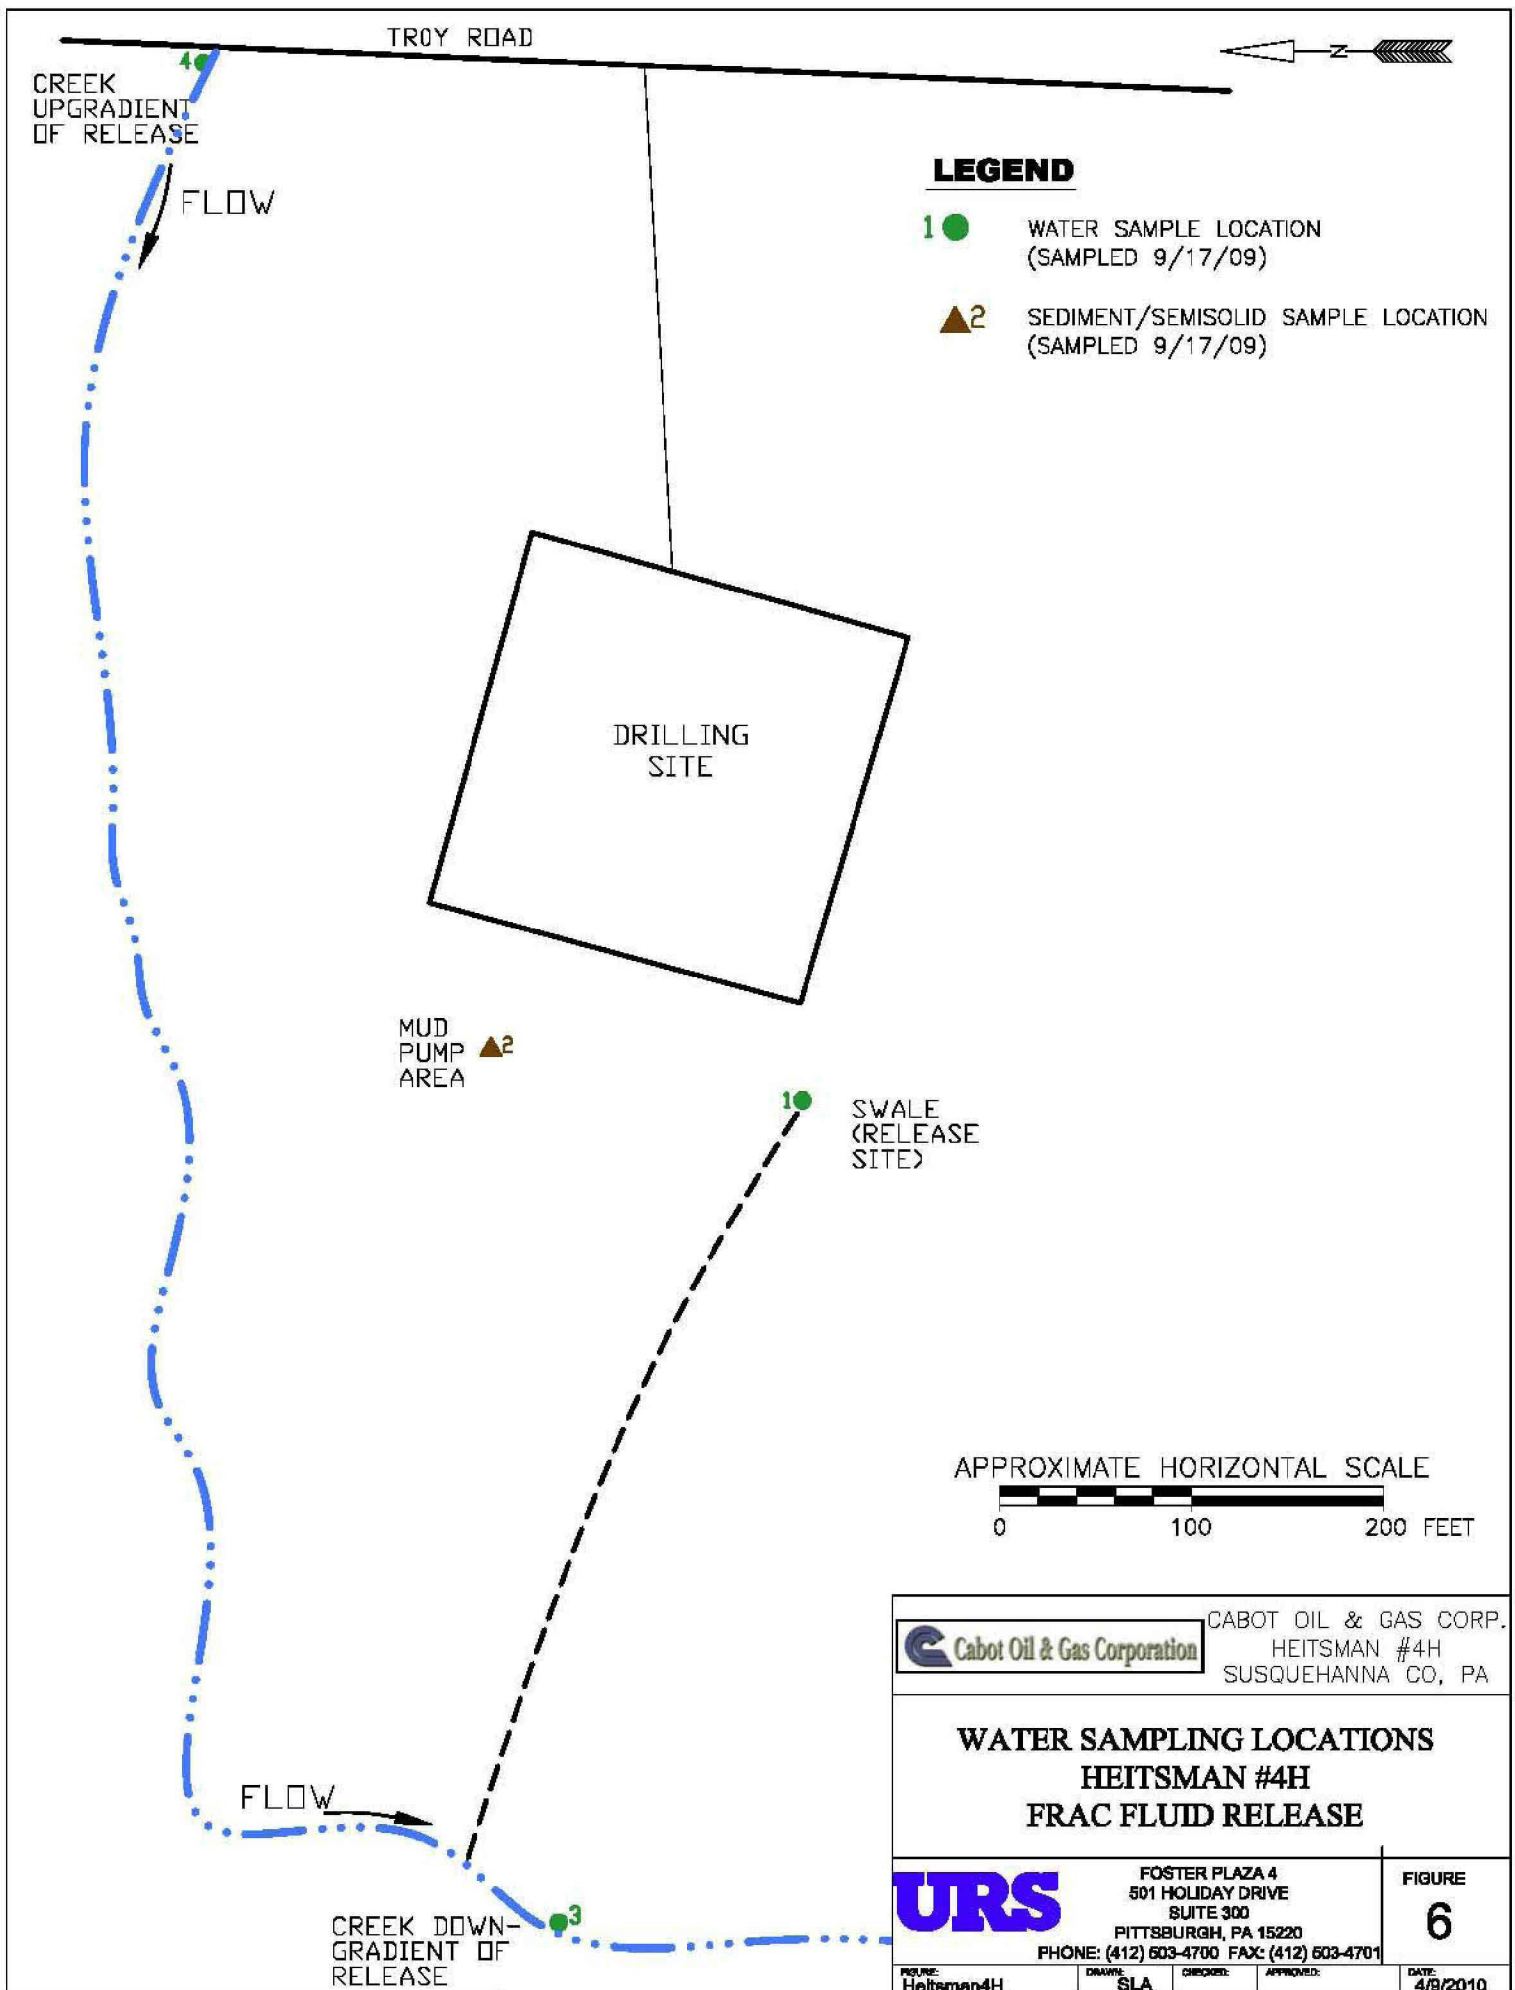 TROY ROAD
N
4
CREEK
UPGRADIENT
OF RELEASE
FLOW
LEGEND
1
WATER SAMPLE LOCATION
(SAMPLED 9/17/09)
2
SEDIMENT/SEMISOLID SAMPLE LOCATION
(SAMPLED 9/17/09)
DRILLING
SITE
MUD
PUMP
AREA
2
1
SWALE
(RELEASE
SITE)
APPROXIMATE HORIZONTAL SCALE
0 100 200 FEET
FLOW
3
CREEK DOWN-
GRADIENT OF
RELEASE
Cabot Oil & Gas Corporation
CABOT OIL & GAS CORP.
HEITSMAN #4H
SUSQUEHANNA CO, PA
WATER SAMPLING LOCATIONS
HEITSMAN #4H
FRAC FLUID RELEASE
URS
FOSTER PLAZA 4
501 HOLIDAY DRIVE
SUITE 300
PITTSBURGH, PA 15220
PHONE: (412) 503-4700 FAX: (412) 503-4701
FIGURE
6
FIGURE:
Heitsman4H
DRAWN:
SLA
CHECKED:
APPROVED:
DATE:
4/9/2010